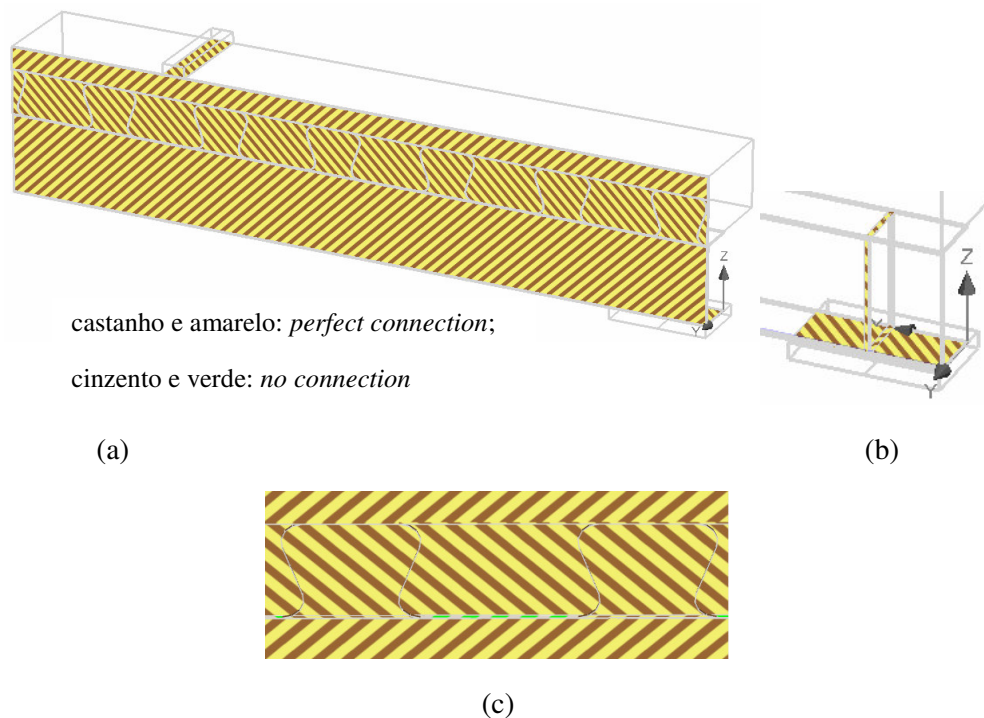 Z
Y
castanho e amarelo: perfect connection;
cinzento e verde: no connection
Z
Y
(a)
(b)
(c)